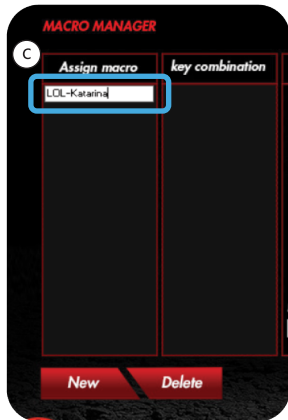 MACRO MANAGER
C
Assign macro key combination
LOL-Katarina
New Delete